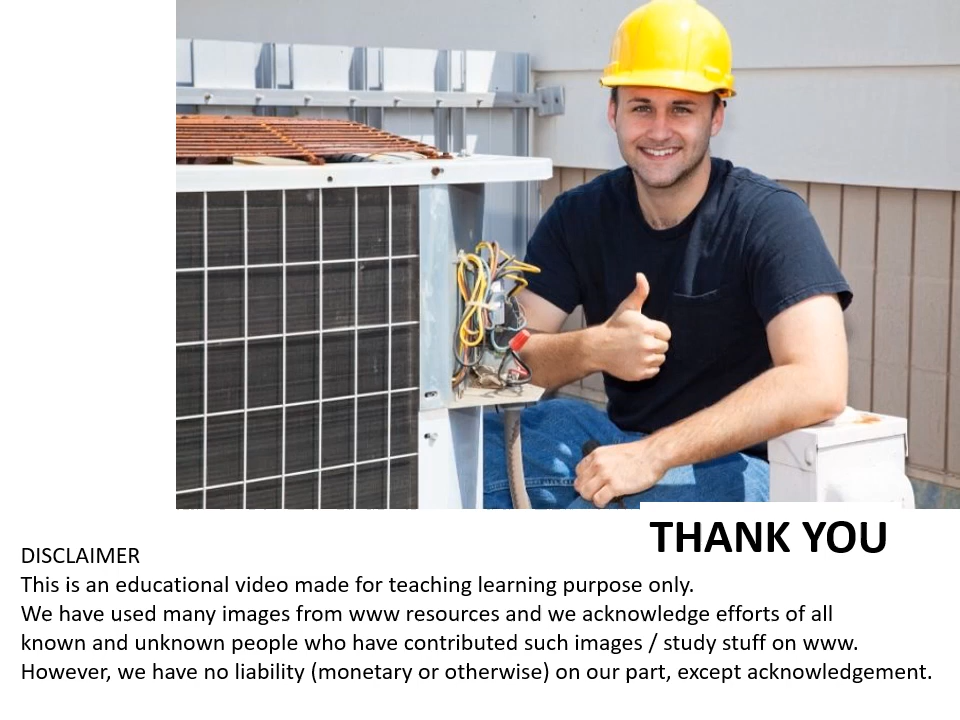 THANK YOU
DISCLAIMER
This is an educational video made for teaching learning purpose only.
We have used many images from www resources and we acknowledge efforts of all
known and unknown people who have contributed such images / study stuff on www.
However, we have no liability (monetary or otherwise) on our part, except acknowledgement.